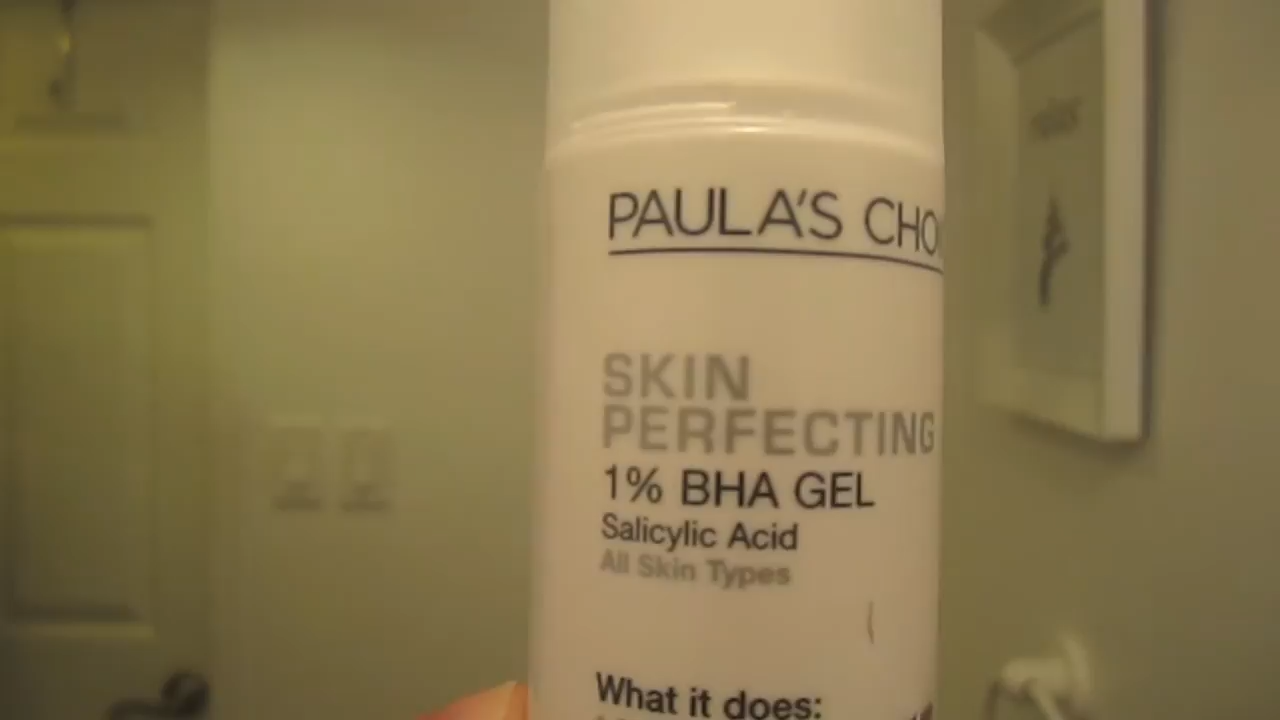 PAULA'S CHO
SKIN
PERFECTING
1% BHA GEL
Salicylic Acid
All Skin Types
What it does: